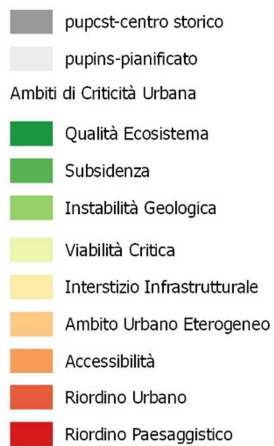 pupcst-centro storico
pupins-pianificato
Ambiti di Criticità Urbana
Qualità Ecosistema
Subsidenza
Instabilità Geologica
Viabilità Critica
Interstizio Infrastrutturale
Ambito Urbano Eterogeneo
Accessibilità
Riordino Urbano
Riordino Paesaggistico